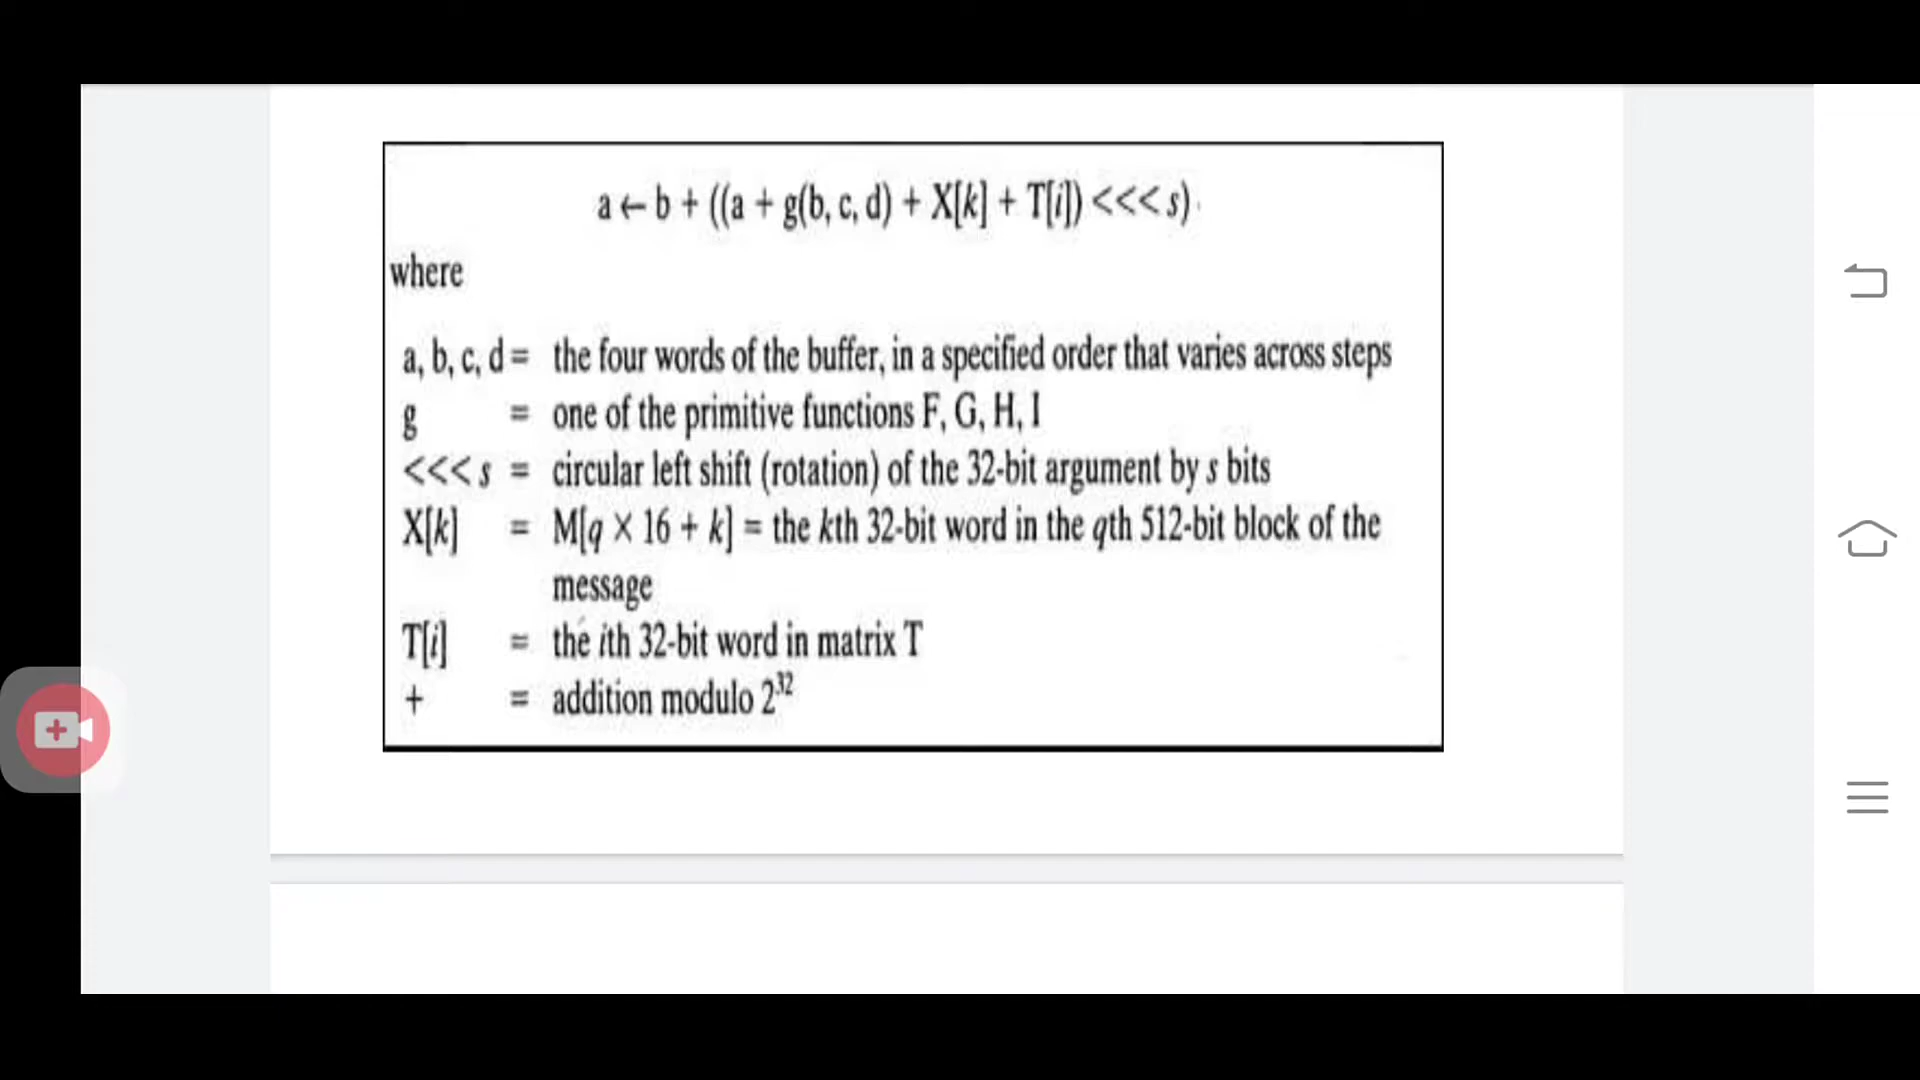 a ← b + ((a + g(b, c, d) + X[k] + T[i]) <<< s)
where
a, b, c, d = the four words of the buffer, in a specified order that varies across steps
g = one of the primitive functions F, G, H, I
<<< s = circular left shift (rotation) of the 32-bit argument by s bits
X[k] = M[q × 16 + k] = the kth 32-bit word in the qth 512-bit block of the
message
T[i] = the ith 32-bit word in matrix T
+ = addition modulo 2³²